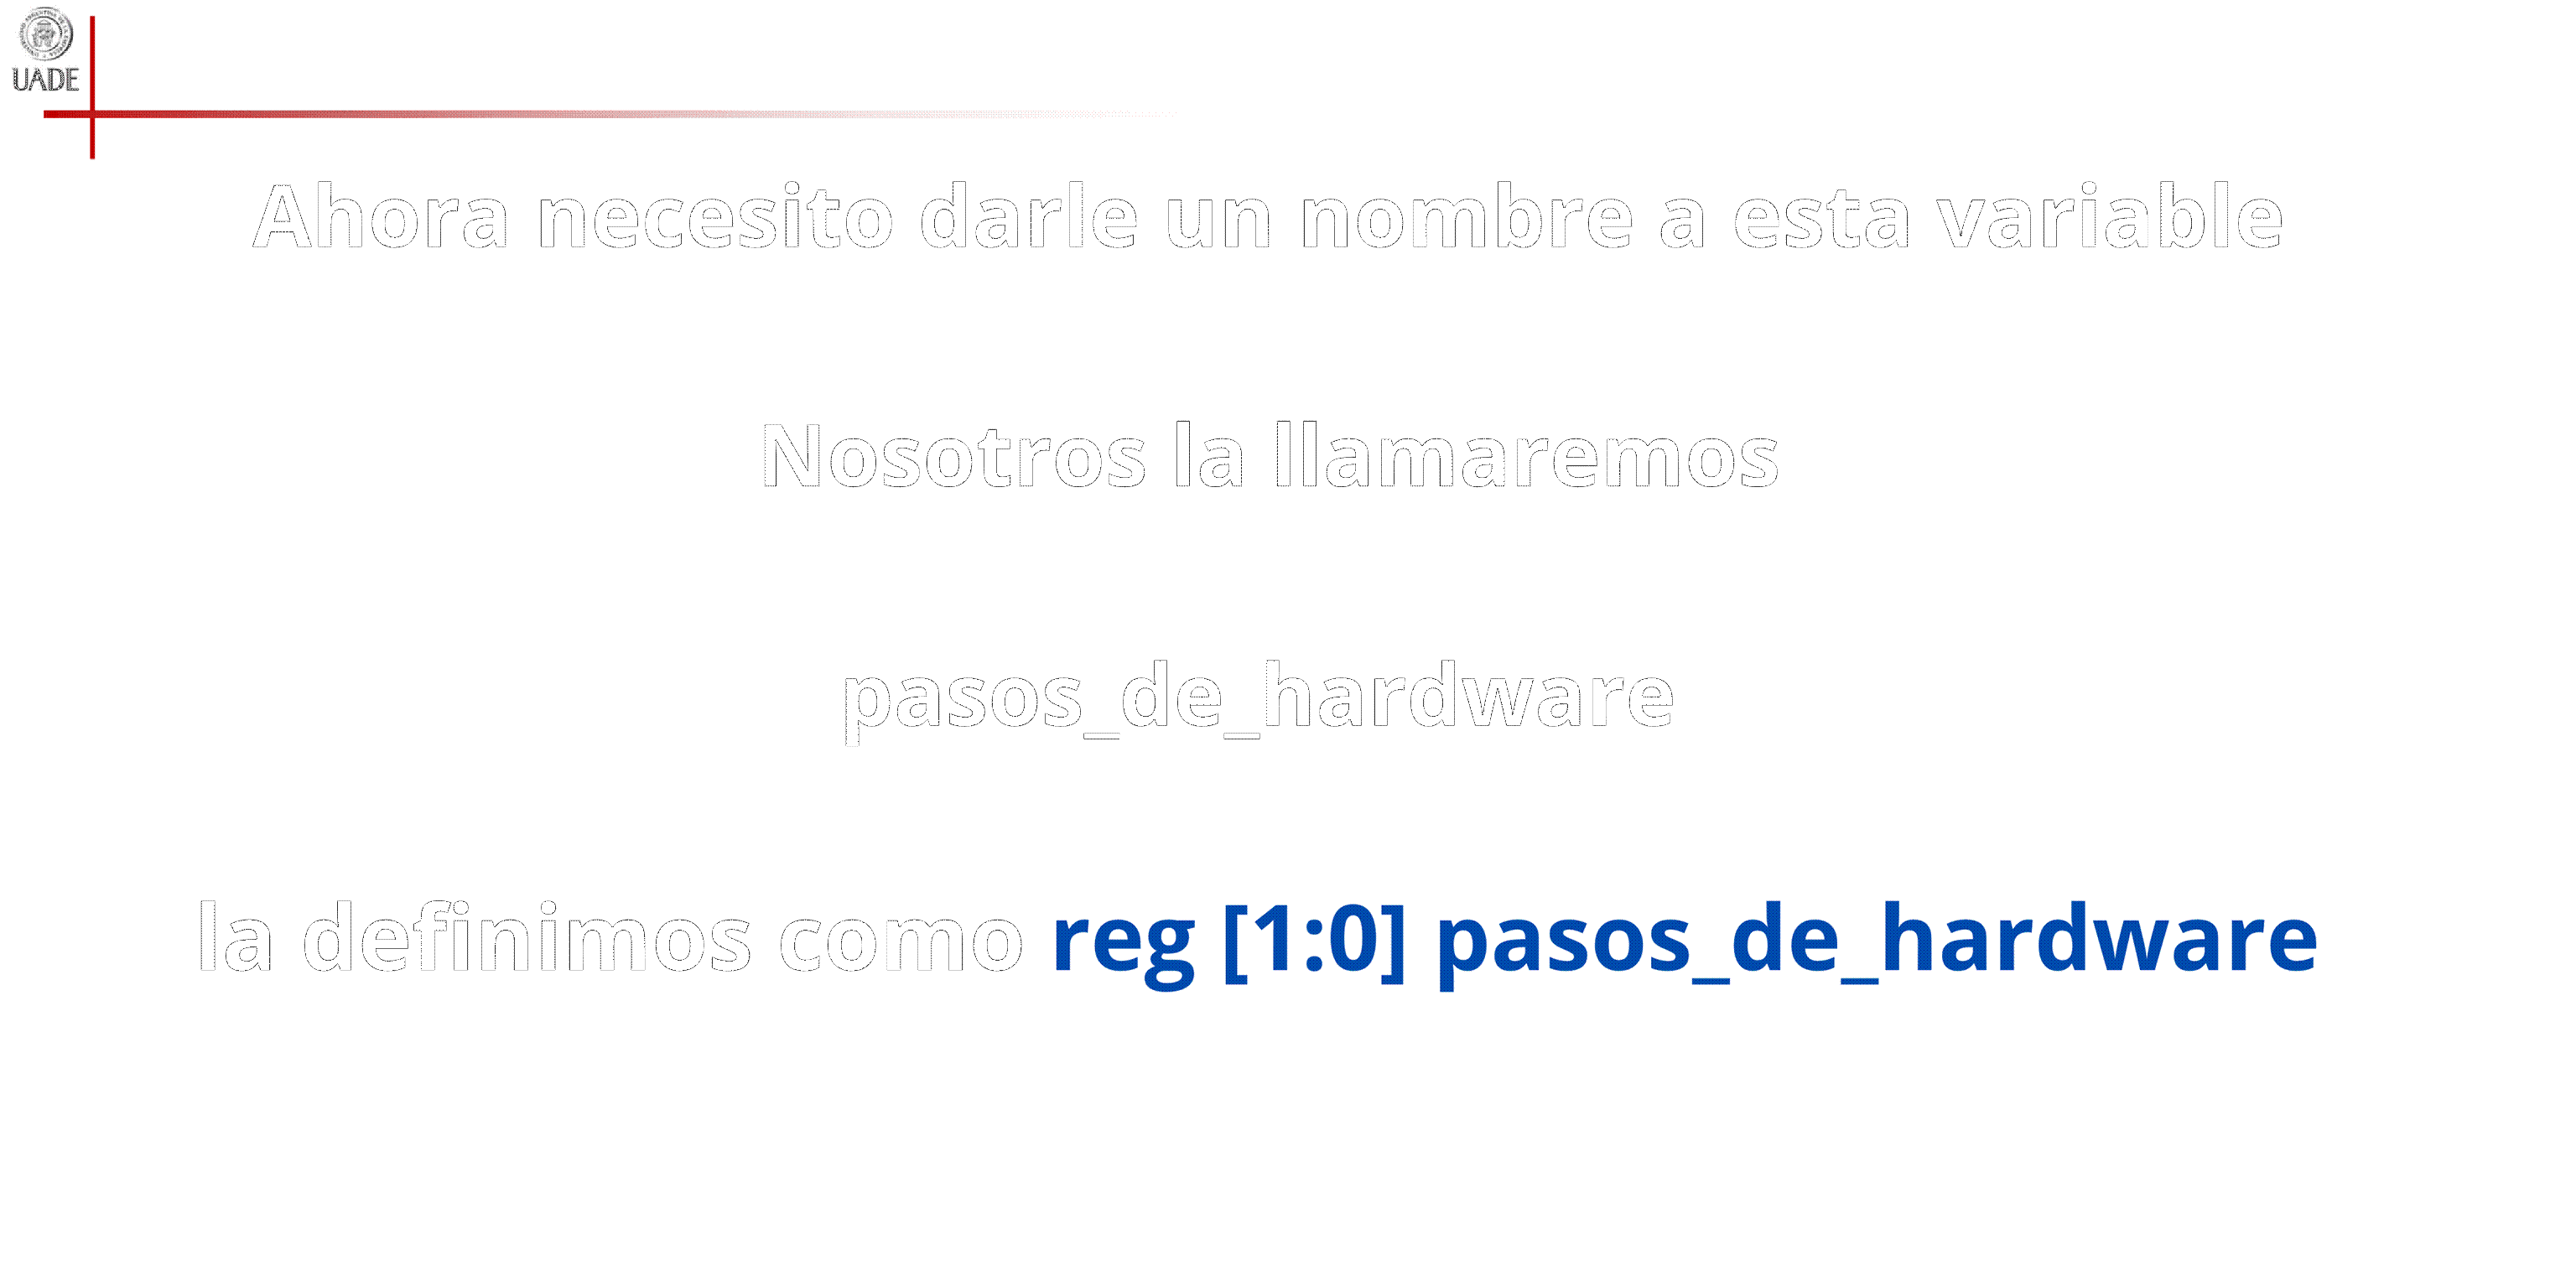 UADE
Ahora necesito darle un nombre a esta variable
Nosotros la llamaremos
pasos_de_hardware
la definimos como reg [1:0] pasos_de_hardware